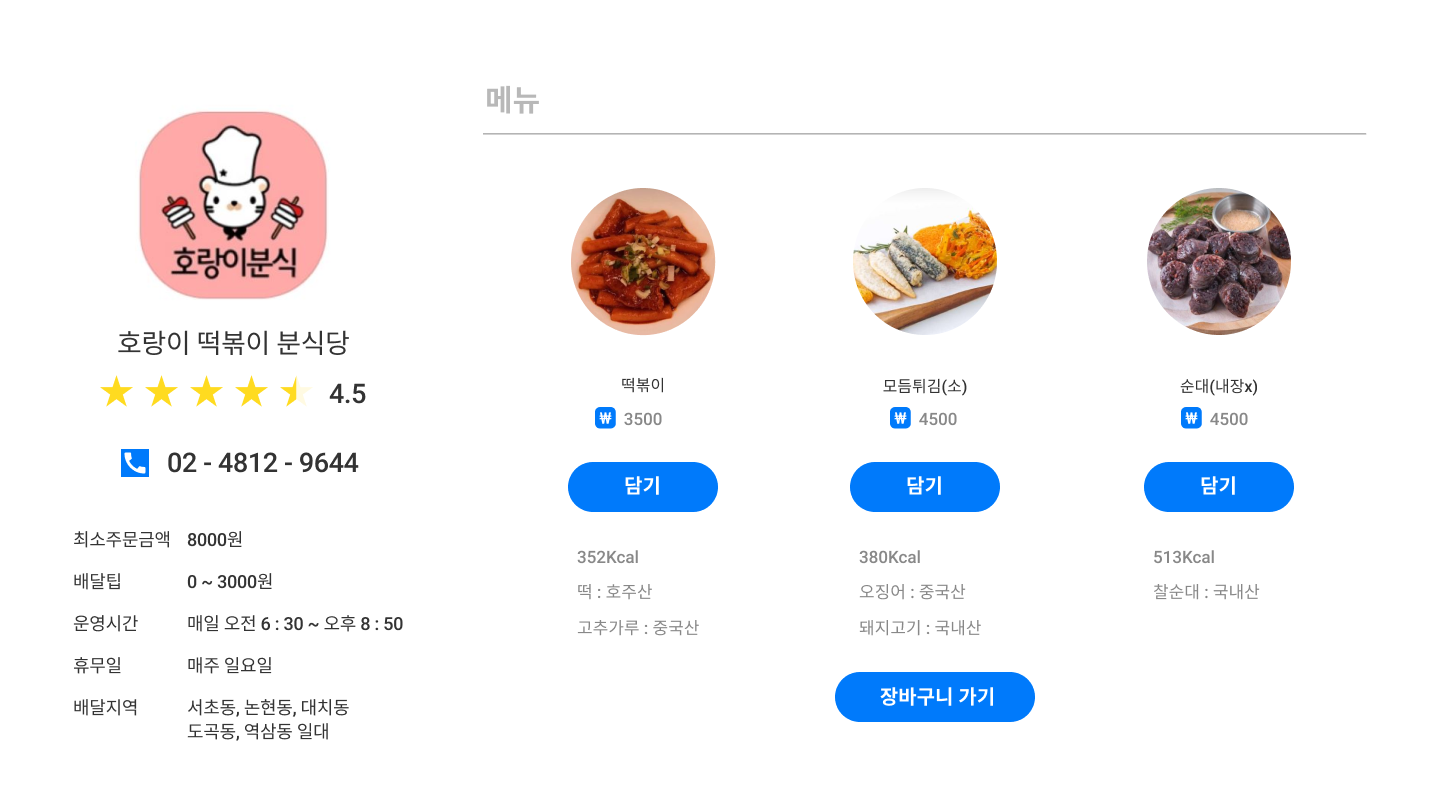 호랑이분식
호랑이 떡볶이 분식당
4.5
02 - 4812 - 9644
최소주문금액 8000원
배달팁 0 ~ 3000원
운영시간 매일 오전 6 : 30 ~ 오후 8 : 50
휴무일 매주 일요일
배달지역 서초동, 논현동, 대치동
도곡동, 역삼동 일대
메뉴
떡볶이
₩ 3500
담기
352Kcal
떡 : 호주산
고추가루 : 중국산
모듬튀김(소)
₩ 4500
담기
380Kcal
오징어 : 중국산
돼지고기 : 국내산
순대(내장x)
₩ 4500
담기
513Kcal
찰순대 : 국내산
장바구니 가기